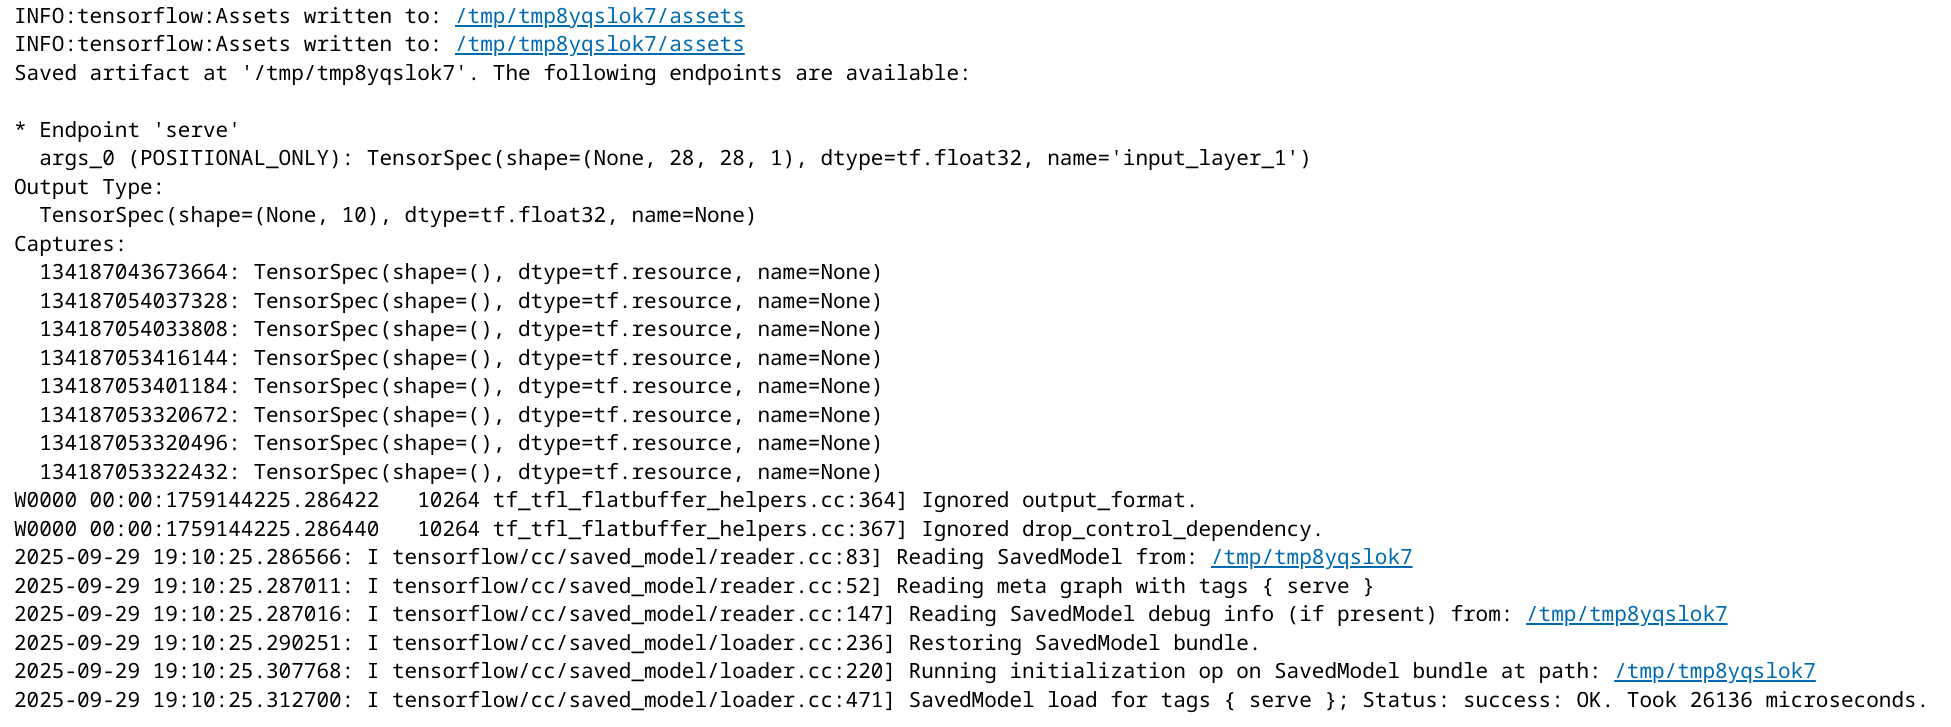 INFO:tensorflow:Assets written to: /tmp/tmp8yqslok7/assets
INFO:tensorflow:Assets written to: /tmp/tmp8yqslok7/assets
Saved artifact at '/tmp/tmp8yqslok7'. The following endpoints are available:

* Endpoint 'serve'
  args_0 (POSITIONAL_ONLY): TensorSpec(shape=(None, 28, 28, 1), dtype=tf.float32, name='input_layer_1')
Output Type:
  TensorSpec(shape=(None, 10), dtype=tf.float32, name=None)
Captures:
  134187043673664: TensorSpec(shape=(), dtype=tf.resource, name=None)
  134187054037328: TensorSpec(shape=(), dtype=tf.resource, name=None)
  134187054033808: TensorSpec(shape=(), dtype=tf.resource, name=None)
  134187053416144: TensorSpec(shape=(), dtype=tf.resource, name=None)
  134187053401184: TensorSpec(shape=(), dtype=tf.resource, name=None)
  134187053320672: TensorSpec(shape=(), dtype=tf.resource, name=None)
  134187053320496: TensorSpec(shape=(), dtype=tf.resource, name=None)
  134187053322432: TensorSpec(shape=(), dtype=tf.resource, name=None)
W0000 00:00:1759144225.286422   10264 tf_tfl_flatbuffer_helpers.cc:364] Ignored output_format.
W0000 00:00:1759144225.286440   10264 tf_tfl_flatbuffer_helpers.cc:367] Ignored drop_control_dependency.
2025-09-29 19:10:25.286566: I tensorflow/cc/saved_model/reader.cc:83] Reading SavedModel from: /tmp/tmp8yqslok7
2025-09-29 19:10:25.287011: I tensorflow/cc/saved_model/reader.cc:52] Reading meta graph with tags { serve }
2025-09-29 19:10:25.287016: I tensorflow/cc/saved_model/reader.cc:147] Reading SavedModel debug info (if present) from: /tmp/tmp8yqslok7
2025-09-29 19:10:25.290251: I tensorflow/cc/saved_model/loader.cc:236] Restoring SavedModel bundle.
2025-09-29 19:10:25.307768: I tensorflow/cc/saved_model/loader.cc:220] Running initialization op on SavedModel bundle at path: /tmp/tmp8yqslok7
2025-09-29 19:10:25.312700: I tensorflow/cc/saved_model/loader.cc:471] SavedModel load for tags { serve }; Status: success: OK. Took 26136 microseconds.